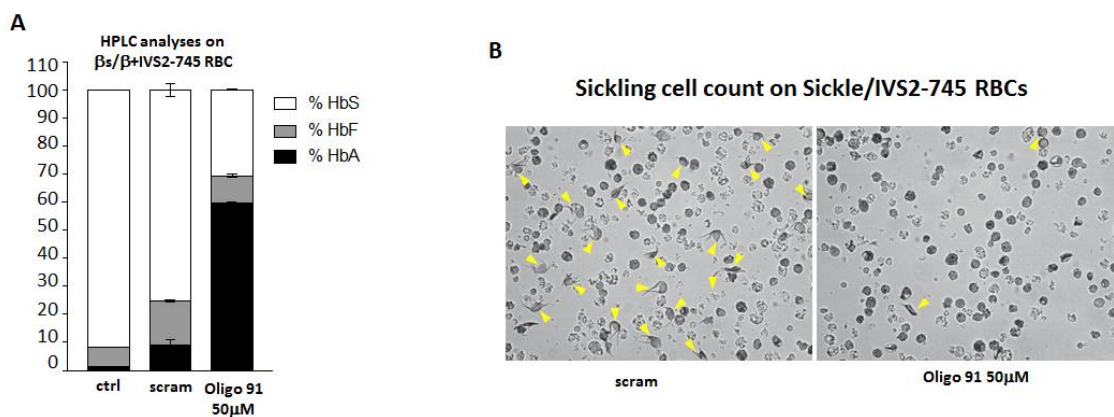 A
HPLC analyses on
βs/β+IVS2-745 RBC
110
100
90
80
70
60
50
40
30
20
10
0
ctrl
scram
Oligo 91
50µM
% HbS
% HbF
% HbA
B
Sickling cell count on Sickle/IVS2-745 RBCs
scram
Oligo 91 50µM